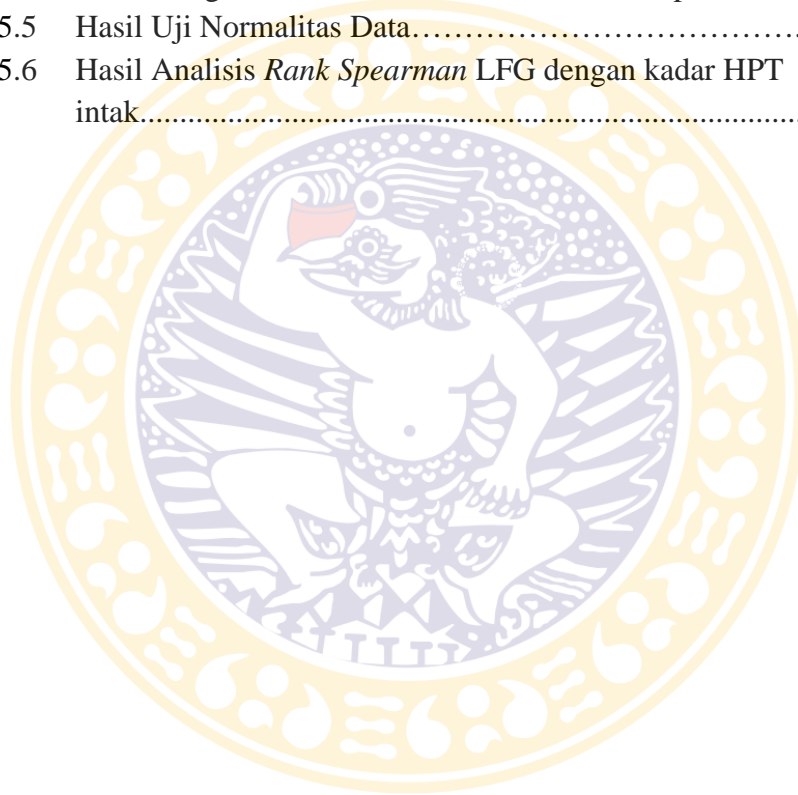 5.5 Hasil Uji Normalitas Data……………………………….
5.6 Hasil Analisis Rank Spearman LFG dengan kadar HPT
intak....................................................................................